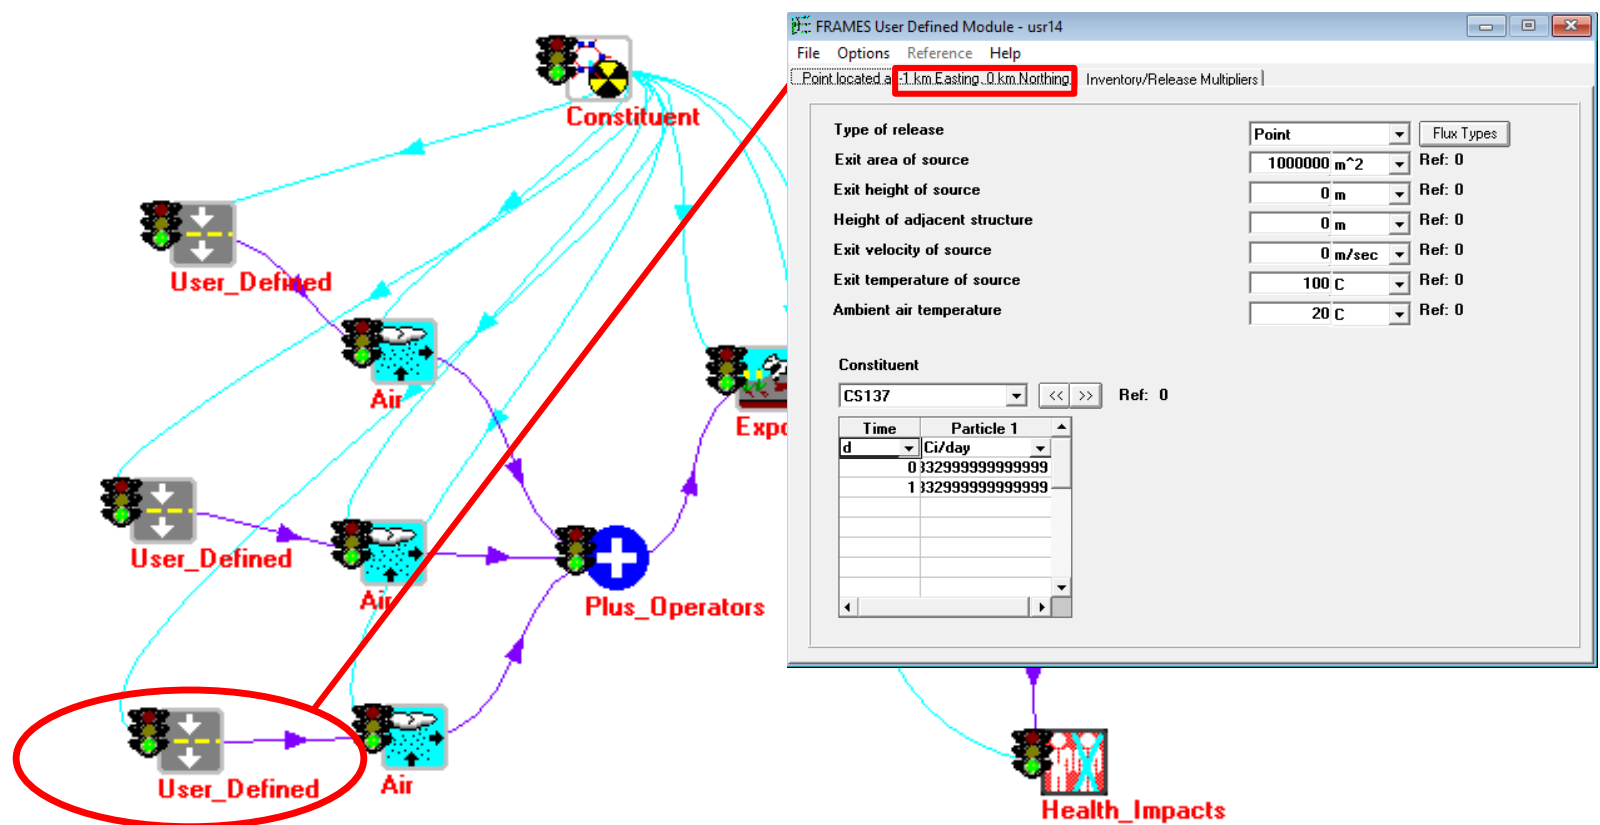 FRAMES User Defined Module - usr14
File Options Reference Help
Point located a -1 km Easting, 0 km Northing, Inventory/Release Multipliers
Type of release Point Flux Types
Exit area of source 1000000 m^2 Ref: 0
Exit height of source 0 m Ref: 0
Height of adjacent structure 0 m Ref: 0
Exit velocity of source 0 m/sec Ref: 0
Exit temperature of source 100 C Ref: 0
Ambient air temperature 20 C Ref: 0
Constituent
CS137 << >> Ref: 0
Time Particle 1
d Ci/day
0 332999999999999
1 332999999999999
Constituent
User_Defined
Air
Expo
User_Defined
Air
Plus_Operators
User_Defined
Air
Health_Impacts